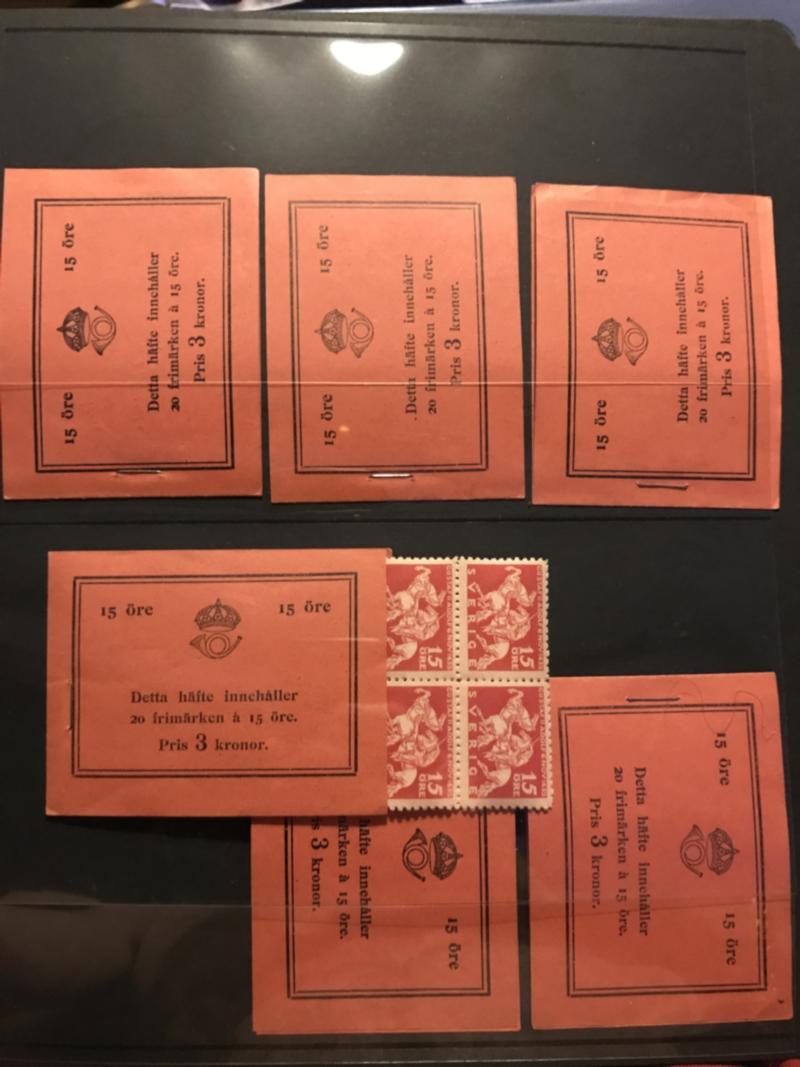 15 öre 15 öre
Detta häfte innehåller
20 frimärken à 15 öre.
Pris 3 kronor.
15 öre 15 öre
Detta häfte innehåller
20 frimärken à 15 öre.
Pris 3 kronor.
15 öre 15 öre
Detta häfte innehåller
20 frimärken à 15 öre.
Pris 3 kronor.
15 öre 15 öre
Detta häfte innehåller
20 frimärken à 15 öre.
Pris 3 kronor.
15
ÖRE
SVERIGE
15
ÖRE
15
ÖRE
SVERIGE
15
ÖRE
15 öre
häfte innehåller
à 15 öre.
3 kronor.
15 öre 15 öre
Detta häfte innehåller
20 frimärken à 15 öre.
Pris 3 kronor.